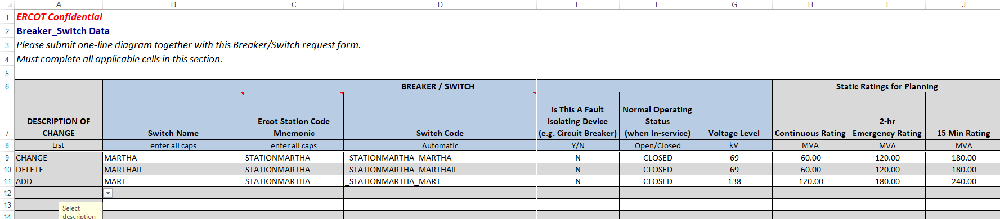 A B C D E F G H I J
1 ERCOT Confidential
2 Breaker_Switch Data
3 Please submit one-line diagram together with this Breaker/Switch request form.
4 Must complete all applicable cells in this section.
5
6 BREAKER / SWITCH Static Ratings for Planning
Is This A Fault Normal Operating
DESCRIPTION OF Ercot Station Code Isolating Device Status 2-hr
7 CHANGE Switch Name Mnemonic Switch Code (e.g. Circuit Breaker) (when In-service) Voltage Level Continuous Rating Emergency Rating 15 Min Rating
8 List enter all caps enter all caps Automatic Y/N Open/Closed kV MVA MVA MVA
9 CHANGE MARTHA STATIONMARTHA _STATIONMARTHA_MARTHA N CLOSED 69 60.00 120.00 180.00
10 DELETE MARTHAII STATIONMARTHA _STATIONMARTHA_MARTHAII N CLOSED 69 60.00 120.00 180.00
11 ADD MART STATIONMARTHA _STATIONMARTHA_MART N CLOSED 138 120.00 180.00 240.00
12
13 Select
14 description